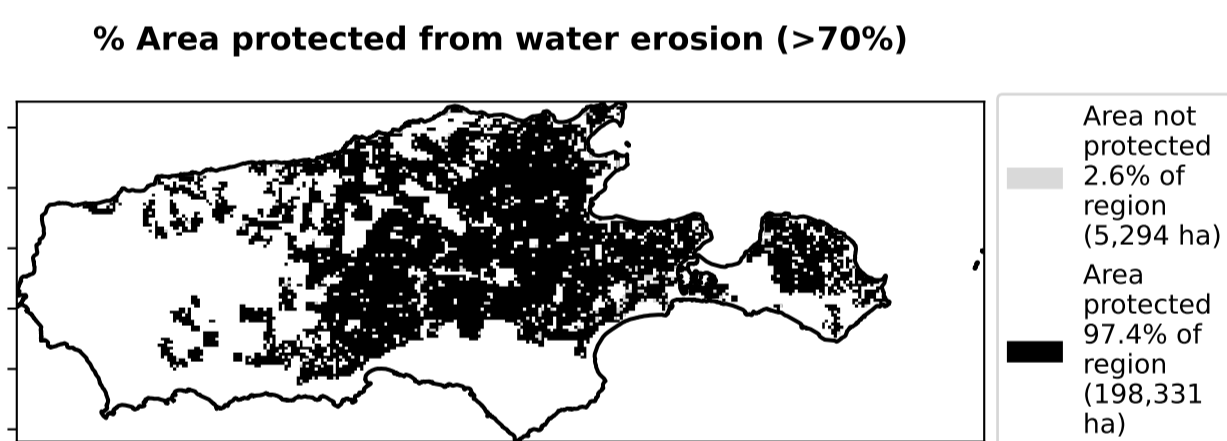 % Area protected from water erosion (>70%)
Area not
protected
2.6% of
region
(5,294 ha)
Area
protected
97.4% of
region
(198,331
ha)